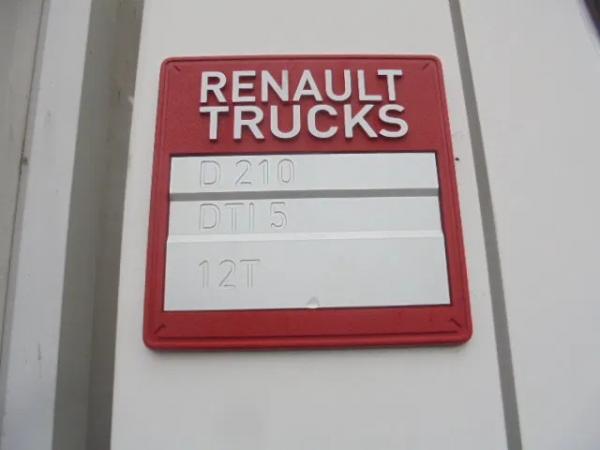 RENAULT
TRUCKS
D 210
DTI 5
12T